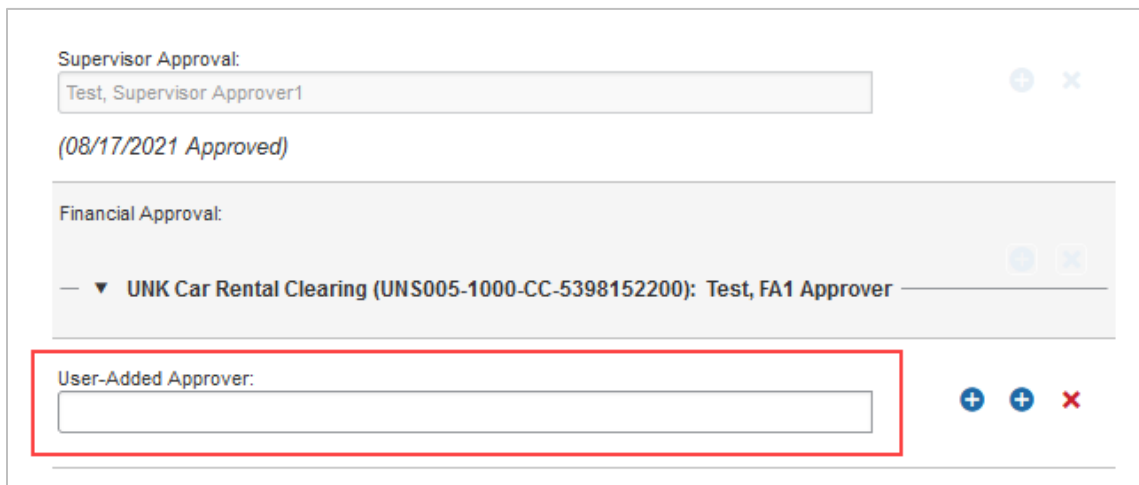 Supervisor Approval:
Test, Supervisor Approver1
(08/17/2021 Approved)
Financial Approval:
UNK Car Rental Clearing (UNS005-1000-CC-5398152200): Test, FA1 Approver
User-Added Approver: